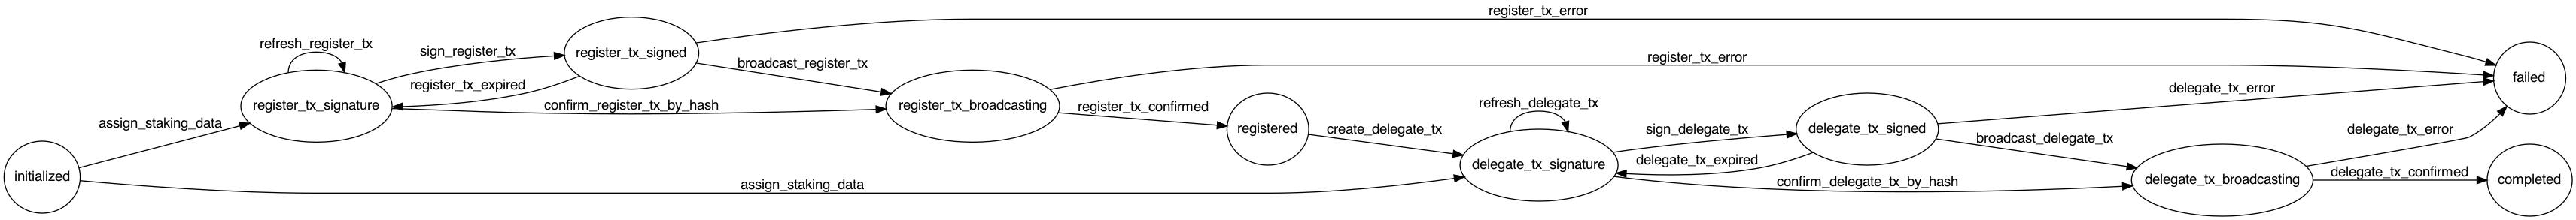 register_tx_error
refresh_register_tx
sign_register_tx
register_tx_signed
broadcast_register_tx
register_tx_error
failed
register_tx_expired
delegate_tx_error
register_tx_signature
confirm_register_tx_by_hash
register_tx_broadcasting
register_tx_confirmed
refresh_delegate_tx
assign_staking_data
registered
create_delegate_tx
sign_delegate_tx
delegate_tx_signed
broadcast_delegate_tx
delegate_tx_error
delegate_tx_signature
delegate_tx_expired
initialized
assign_staking_data
confirm_delegate_tx_by_hash
delegate_tx_broadcasting
delegate_tx_confirmed
completed